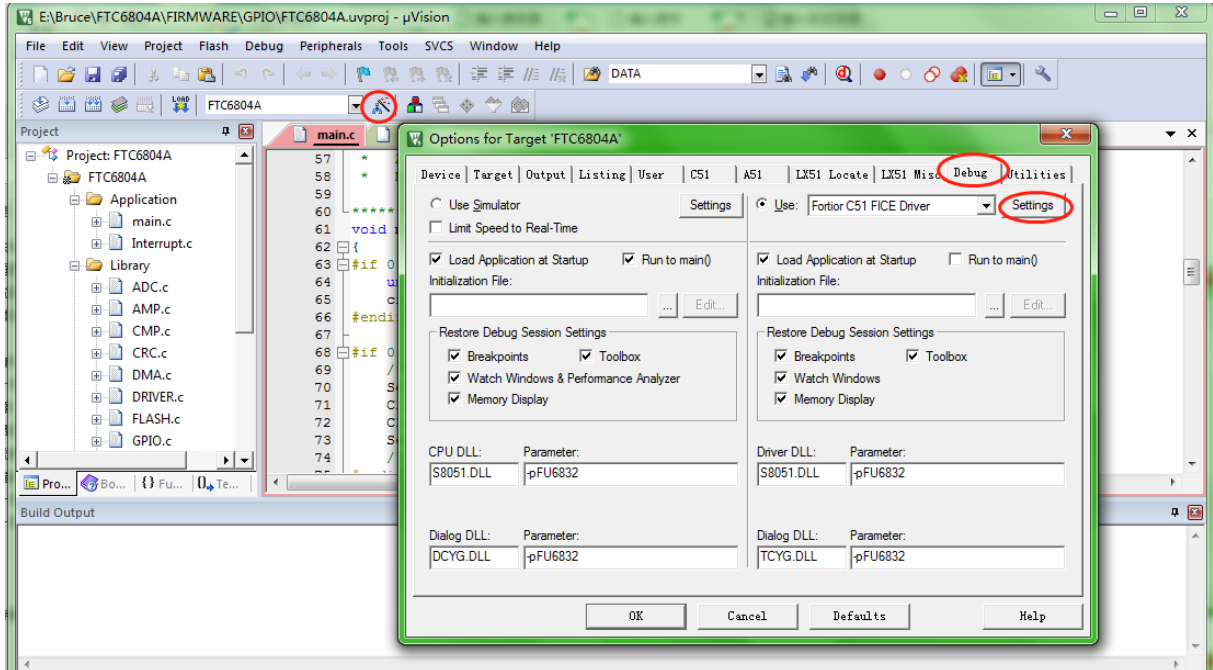 E:\Bruce\FTC6804A\FIRMWARE\GPIO\FTC6804A.uvproj - µVision
File Edit View Project Flash Debug Peripherals Tools SVCS Window Help
DATA
LOAD
FTC6804A
Project
Project: FTC6804A
FTC6804A
Application
main.c
Interrupt.c
Library
ADC.c
AMP.c
CMP.c
CRC.c
DMA.c
DRIVER.c
FLASH.c
GPIO.c
Pro... Bo... {} Fu... 0 Te...
main.c
57 *
58 *
59
60 *****
61 void
62 {
63 #if 0
64 u
65 c
66 #endi
67
68 #if 0
69 /
70 S
71 C
72 C
73 S
74 /
Options for Target 'FTC6804A'
Device Target Output Listing User C51 A51 LX51 Locate LX51 Misc Debug Utilities
Use Simulator Settings
Limit Speed to Real-Time
Load Application at Startup Run to main()
Initialization File:
... Edit...
Restore Debug Session Settings
Breakpoints Toolbox
Watch Windows & Performance Analyzer
Memory Display
CPU DLL: Parameter:
S8051.DLL -pFU6832
Dialog DLL: Parameter:
DCYG.DLL -pFU6832
Use: Fortior C51 FICE Driver Settings
Load Application at Startup Run to main()
Initialization File:
... Edit...
Restore Debug Session Settings
Breakpoints Toolbox
Watch Windows
Memory Display
Driver DLL: Parameter:
S8051.DLL -pFU6832
Dialog DLL: Parameter:
TCYG.DLL -pFU6832
OK Cancel Defaults Help
Build Output